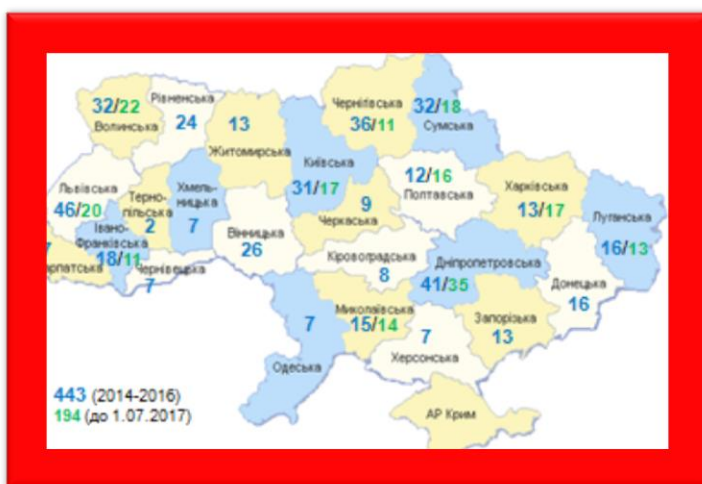 32/22
Волинська
Рівненська
24
13
Житомирська
Київська
31/17
Чернігівська
36/11
32/18
Сумська
Львівська
46/20
Терно-
пільська
2
Хмель-
ницька
7
Вінницька
26
9
Черкаська
12/16
Полтавська
Харківська
13/17
Луганська
16/13
Івано-
Франківська
18/11
7
арпатська
Чернівецька
7
Кіровоградська
8
Дніпропетровська
41/35
Донецька
16
7
Одеська
Миколаївська
15/14
7
Херсонська
Запорізька
13
АР Крим
443 (2014-2016)
194 (до 1.07.2017)